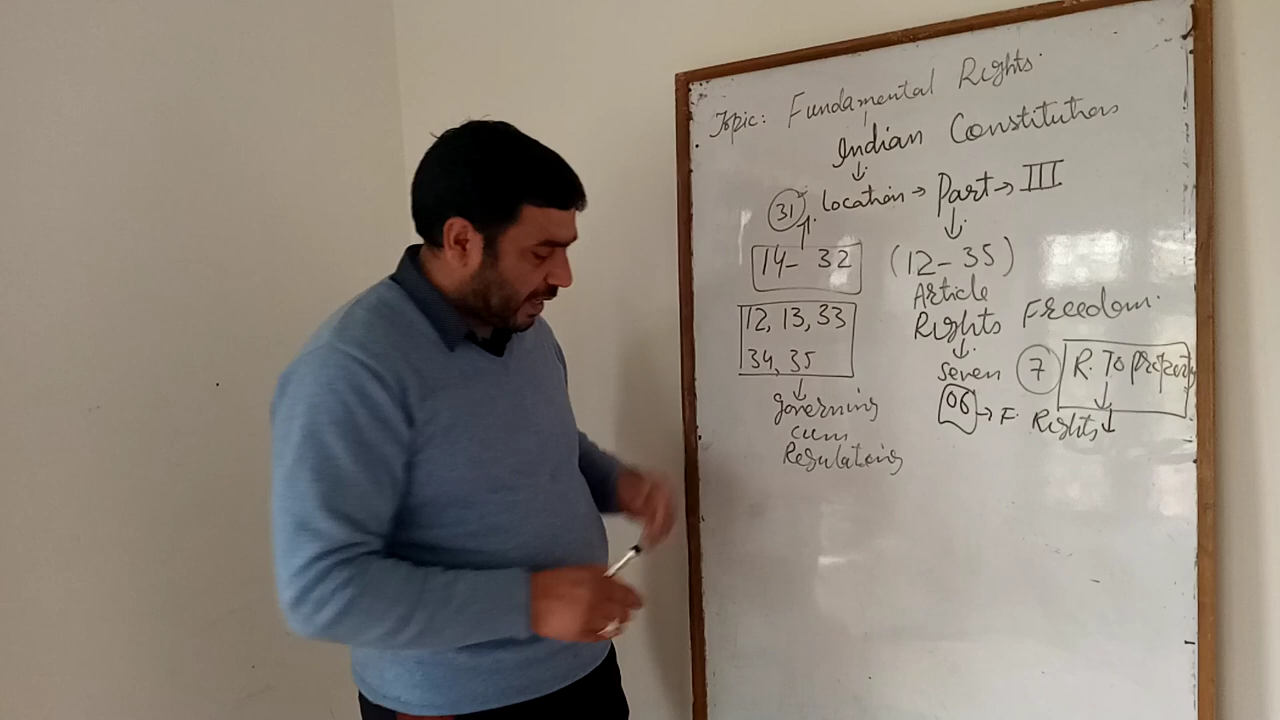 Topic: Fundamental Rights.
Indian Constitution
↓
31 Location → Part → III
14- 32 (12-35)
Article
12, 13, 33
34, 35
Rights Freedom.
↓
seven 7 R. To property
06 → F. Rights ↓
↓
governing
cum
Regulating